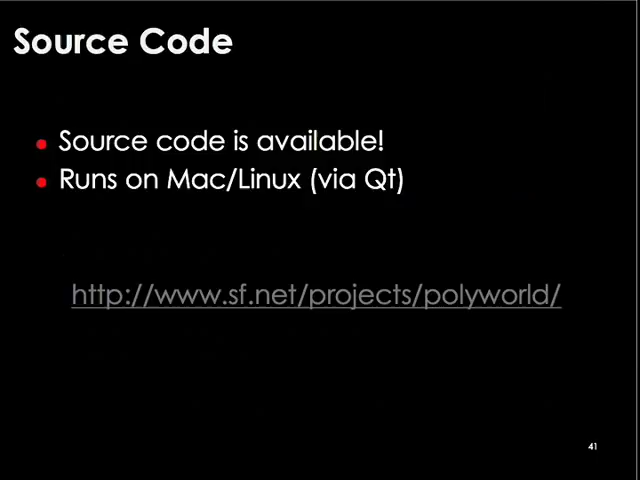 Source Code
Source code is available!
Runs on Mac/Linux (via Qt)
http://www.sf.net/projects/polyworld/
41